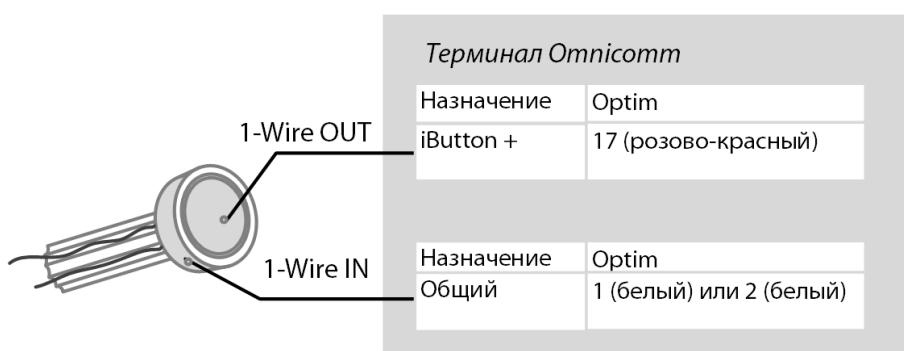 Терминал Omnicomm
Назначение Optim
1-Wire OUT
iButton + 17 (розово-красный)
Назначение Optim
1-Wire IN
Общий 1 (белый) или 2 (белый)